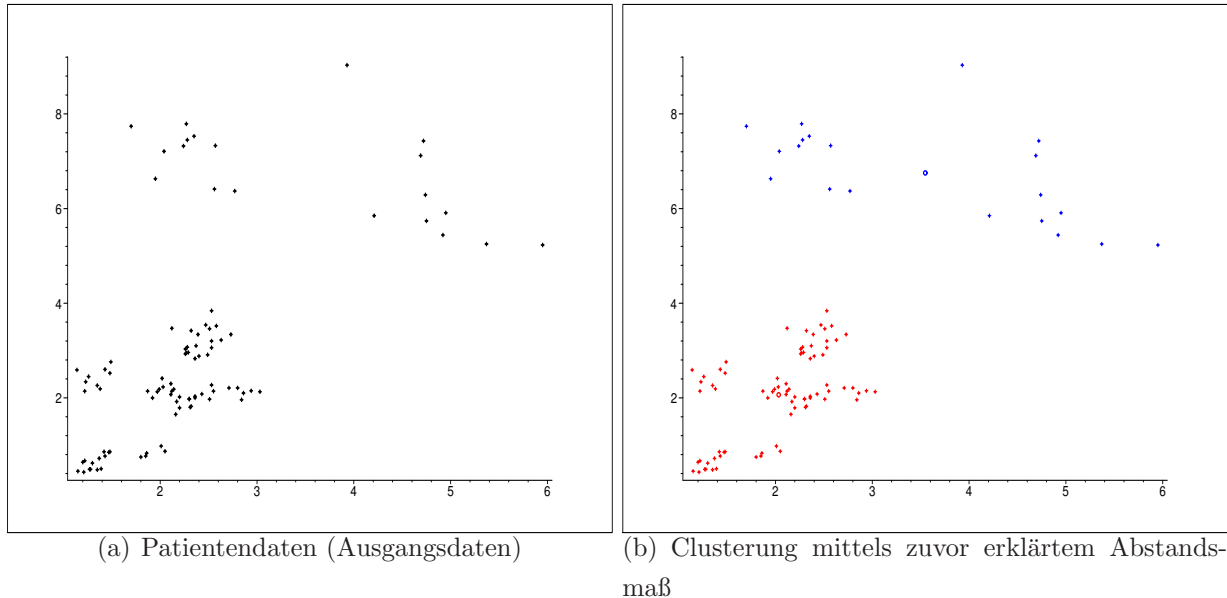 8
6
4
2
2 3 4 5 6
8
6
4
2
2 3 4 5 6
(a) Patientendaten (Ausgangsdaten)
(b) Clusterung mittels zuvor erklärtem Abstands-
maß